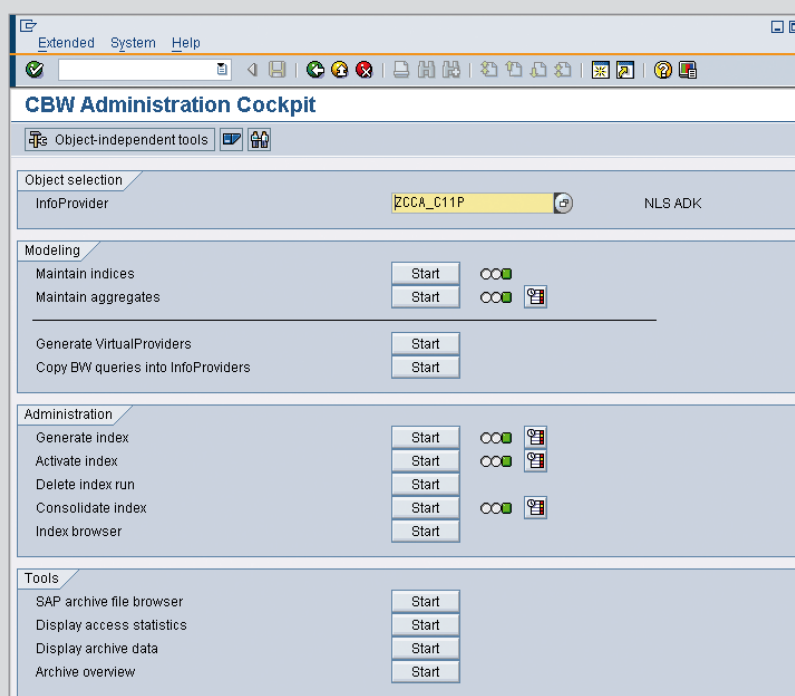 Extended System Help
CBW Administration Cockpit
Object-independent tools
Object selection
InfoProvider ZCCA_C11P NLS ADK
Modeling
Maintain indices Start
Maintain aggregates Start
Generate VirtualProviders Start
Copy BW queries into InfoProviders Start
Administration
Generate index Start
Activate index Start
Delete index run Start
Consolidate index Start
Index browser Start
Tools
SAP archive file browser Start
Display access statistics Start
Display archive data Start
Archive overview Start